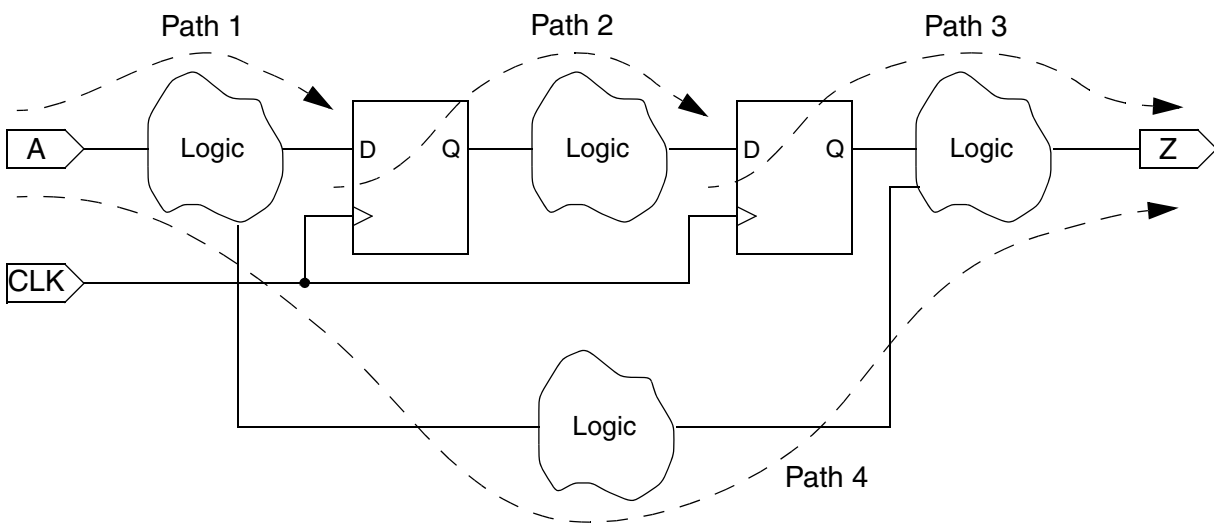 Path 1
Path 2
Path 3
A
Logic
D
Q
Logic
D
Q
Logic
Z
CLK
Logic
Path 4